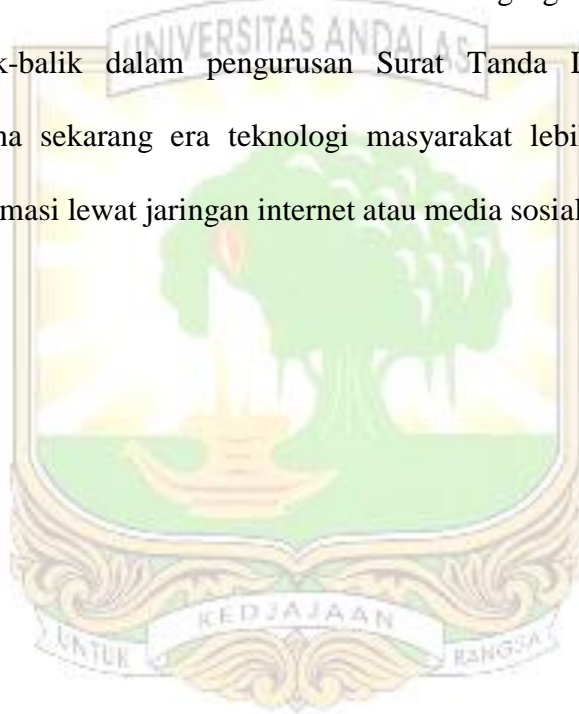 UNIVERSITAS ANDALAS
k-balik dalam pengurusan Surat Tanda
na sekarang era teknologi masyarakat lebi
masi lewat jaringan internet atau media sosial
KEDJAJAAN
UNTUK BANGSA